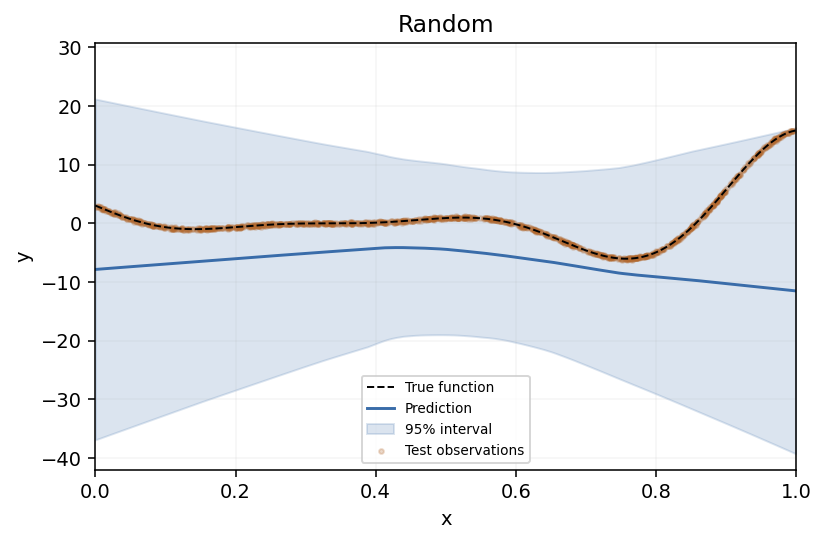 Random
30
20
10
0
−10
−20
−30
−40
y
True function
Prediction
95% interval
Test observations
0.0 0.2 0.4 0.6 0.8 1.0
x